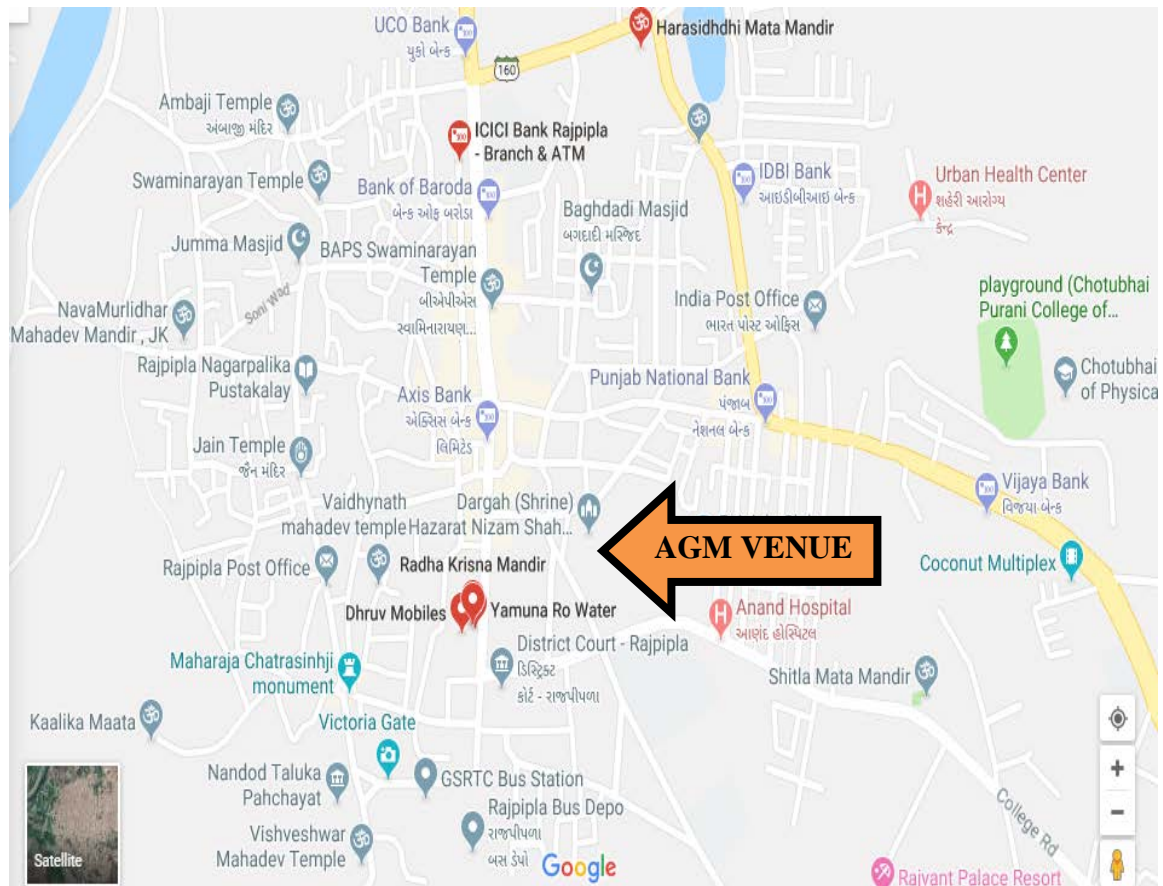 UCO Bank
યુકો બેન્ક
Harasidhdhi Mata Mandir
160
Ambaji Temple
અંબાજી મંદિર
ICICI Bank Rajpipla
- Branch & ATM
Swaminarayan Temple
Bank of Baroda
બેન્ક ઓફ બરોડા
IDBI Bank
આઇડીબીઆઇ બેન્ક
Urban Health Center
શહેરી આરોગ્ય
કેન્દ્ર
Baghdadi Masjid
બગદાદી મસ્જિદ
Jumma Masjid
BAPS Swaminarayan
Temple
બીએપીએસ
સ્વામિનારાયણ...
Soni Wad
NavaMurlidhar
Mahadev Mandir , JK
India Post Office
ભારત પોસ્ટ ઓફિસ
playground (Chotubhai
Purani College of...
Rajpipla Nagarpalika
Pustakalay
Punjab National Bank
પંજાબ
નેશનલ બેન્ક
Chotubhai
of Physica
Axis Bank
એક્સિસ બેન્ક
લિમિટેડ
Jain Temple
જૈન મંદિર
Vijaya Bank
વિજયા બેન્ક
Vaidhynath
mahadev temple
Dargah (Shrine)
Hazarat Nizam Shah...
AGM VENUE
Rajpipla Post Office
Radha Krisna Mandir
Coconut Multiplex
Dhruv Mobiles
Yamuna Ro Water
Anand Hospital
આણંદ હોસ્પિટલ
District Court - Rajpipla
ડિસ્ટ્રિક્ટ
કોર્ટ - રાજપીપળા
Maharaja Chatrasinhji
monument
Shitla Mata Mandir
Kaalika Maata
Victoria Gate
Nandod Taluka
Pahchayat
GSRTC Bus Station
Rajpipla Bus Depo
રાજપીપળા
બસ ડેપો
Vishveshwar
Mahadev Temple
College Rd
Satellite
Google
Rajvant Palace Resort